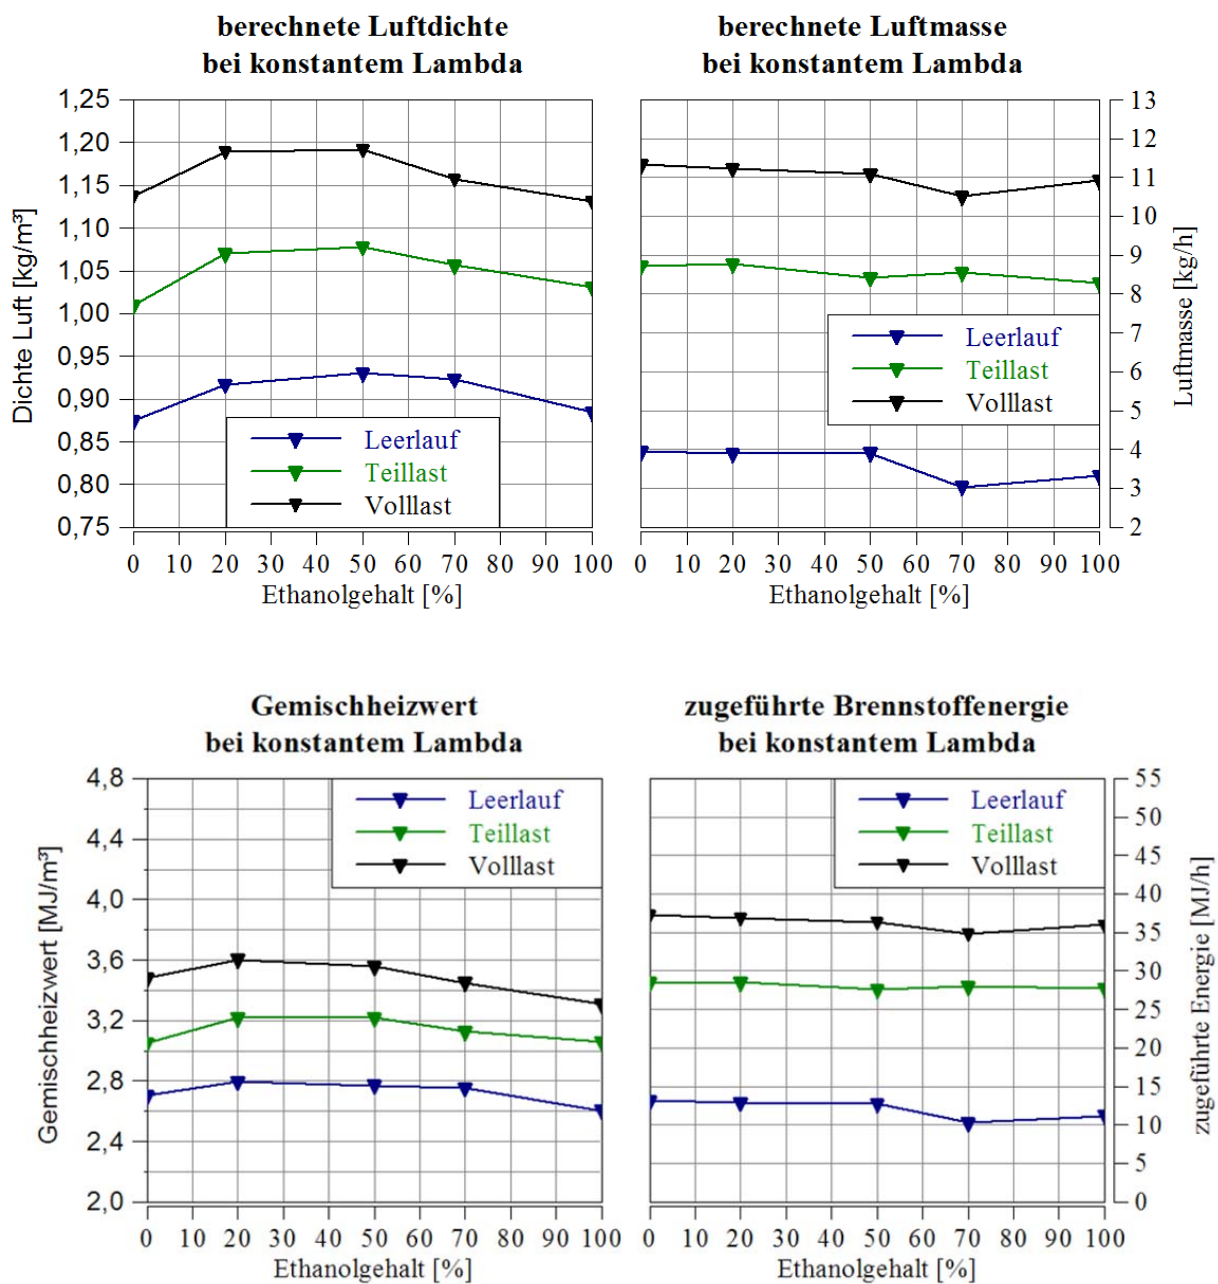 berechnete Luftdichte
bei konstantem Lambda
1,25
1,20
1,15
1,10
1,05
1,00
0,95
0,90
0,85
0,80
0,75
Dichte Luft [kg/m³]
Leerlauf
Teillast
Volllast
0 10 20 30 40 50 60 70 80 90 100
Ethanolgehalt [%]
berechnete Luftmasse
bei konstantem Lambda
13
12
11
10
9
8
7
6
5
4
3
2
Luftmasse [kg/h]
Leerlauf
Teillast
Volllast
0 10 20 30 40 50 60 70 80 90 100
Ethanolgehalt [%]
Gemischheizwert
bei konstantem Lambda
4,8
4,4
4,0
3,6
3,2
2,8
2,4
2,0
Gemischheizwert [MJ/m³]
Leerlauf
Teillast
Volllast
0 10 20 30 40 50 60 70 80 90 100
Ethanolgehalt [%]
zugeführte Brennstoffenergie
bei konstantem Lambda
55
50
45
40
35
30
25
20
15
10
5
0
zugeführte Energie [MJ/h]
Leerlauf
Teillast
Volllast
0 10 20 30 40 50 60 70 80 90 100
Ethanolgehalt [%]